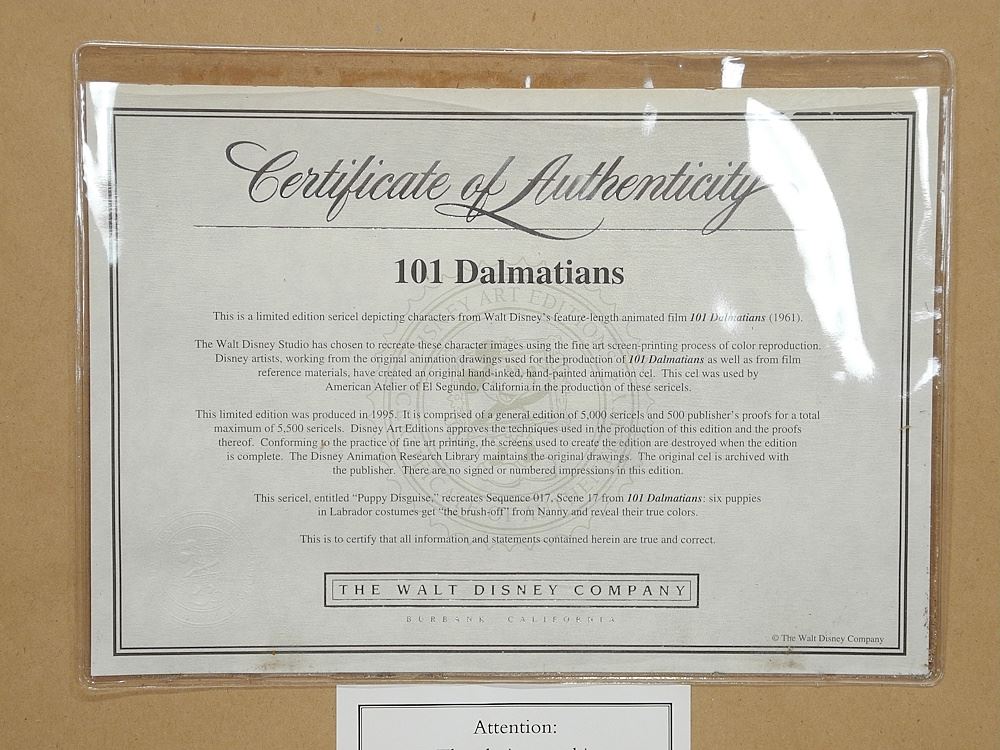 Certificate of Authenticity
101 Dalmatians
This is a limited edition sericel depicting characters from Walt Disney's feature-length animated film 101 Dalmatians (1961).
The Walt Disney Studio has chosen to recreate these character images using the fine art screen-printing process of color reproduction.
Disney artists, working from the original animation drawings used for the production of 101 Dalmatians as well as from film
reference materials, have created an original hand-inked, hand-painted animation cel. This cel was used by
American Atelier of El Segundo, California in the production of these sericels.
This limited edition was produced in 1995. It is comprised of a general edition of 5,000 sericels and 500 publisher's proofs for a total
maximum of 5,500 sericels. Disney Art Editions approves the techniques used in the production of this edition and the proofs
thereof. Conforming to the practice of fine art printing, the screens used to create the edition are destroyed when the edition
is complete. The Disney Animation Research Library maintains the original drawings. The original cel is archived with
the publisher. There are no signed or numbered impressions in this edition.
This sericel, entitled "Puppy Disguise," recreates Sequence 017, Scene 17 from 101 Dalmatians: six puppies
in Labrador costumes get "the brush-off" from Nanny and reveal their true colors.
This is to certify that all information and statements contained herein are true and correct.
THE WALT DISNEY COMPANY
BURBANK CALIFORNIA
© The Walt Disney Company
Attention: